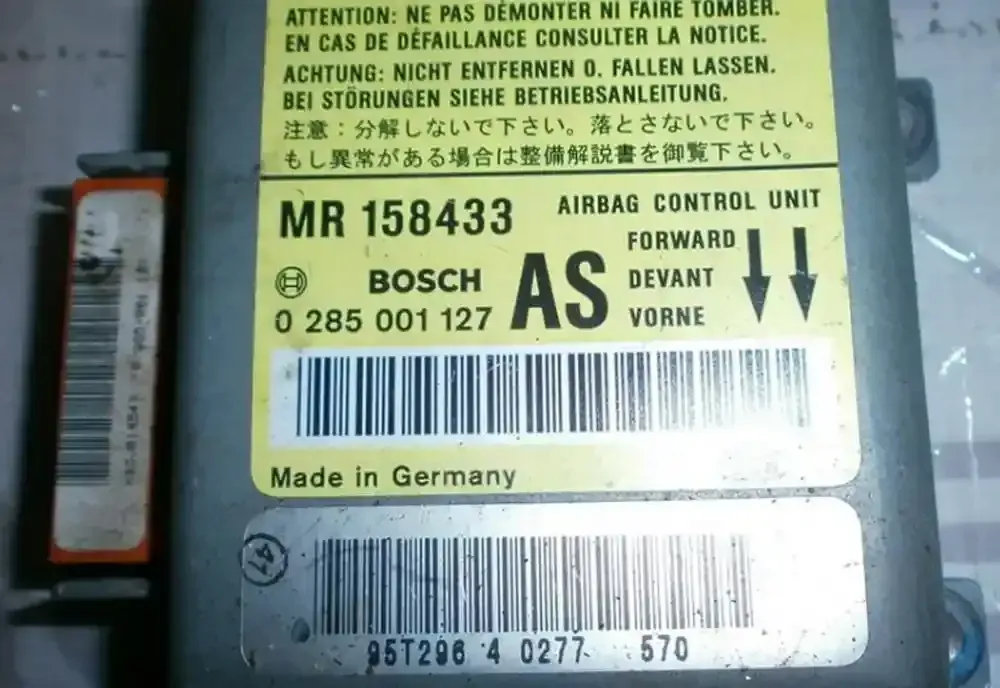 ATTENTION: NE PAS DÉMONTER NI FAIRE TOMBER.
EN CAS DE DÉFAILLANCE CONSULTER LA NOTICE.
ACHTUNG: NICHT ENTFERNEN O. FALLEN LASSEN.
BEI STÖRUNGEN SIEHE BETRIEBSANLEITUNG.
注意：分解しないで下さい。落とさないで下さい。
もし異常がある場合は整備解説書を御覧下さい。
MR 158433
AIRBAG CONTROL UNIT
BOSCH
0 285 001 127
AS
FORWARD
DEVANT
VORNE
Made in Germany
41
95T296 4 0277 570